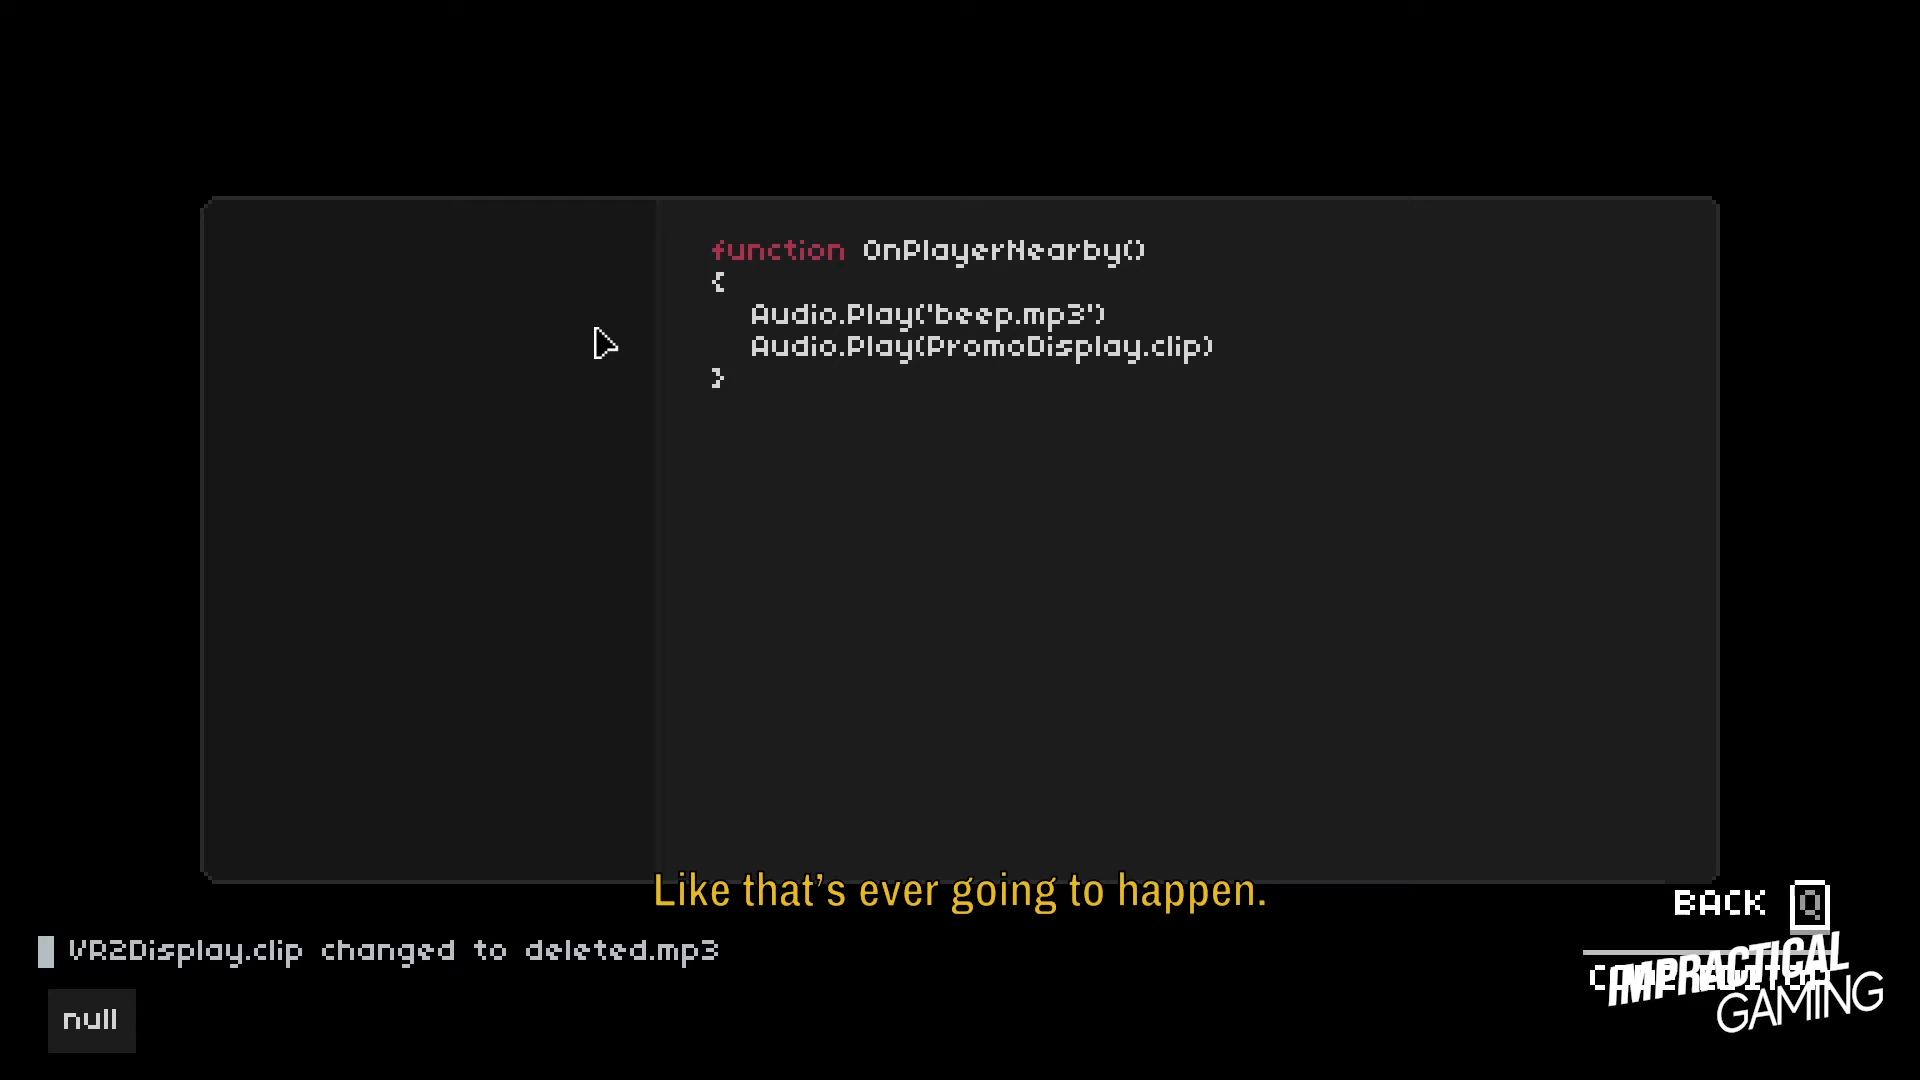 function OnPlayerNearby()
{
Audio.Play('beep.mp3')
Audio.Play(PromoDisplay.clip)
}
Like that's ever going to happen.
BACK Q
VR2Display.clip changed to deleted.mp3
IMPRACTICAL
GAMING
null